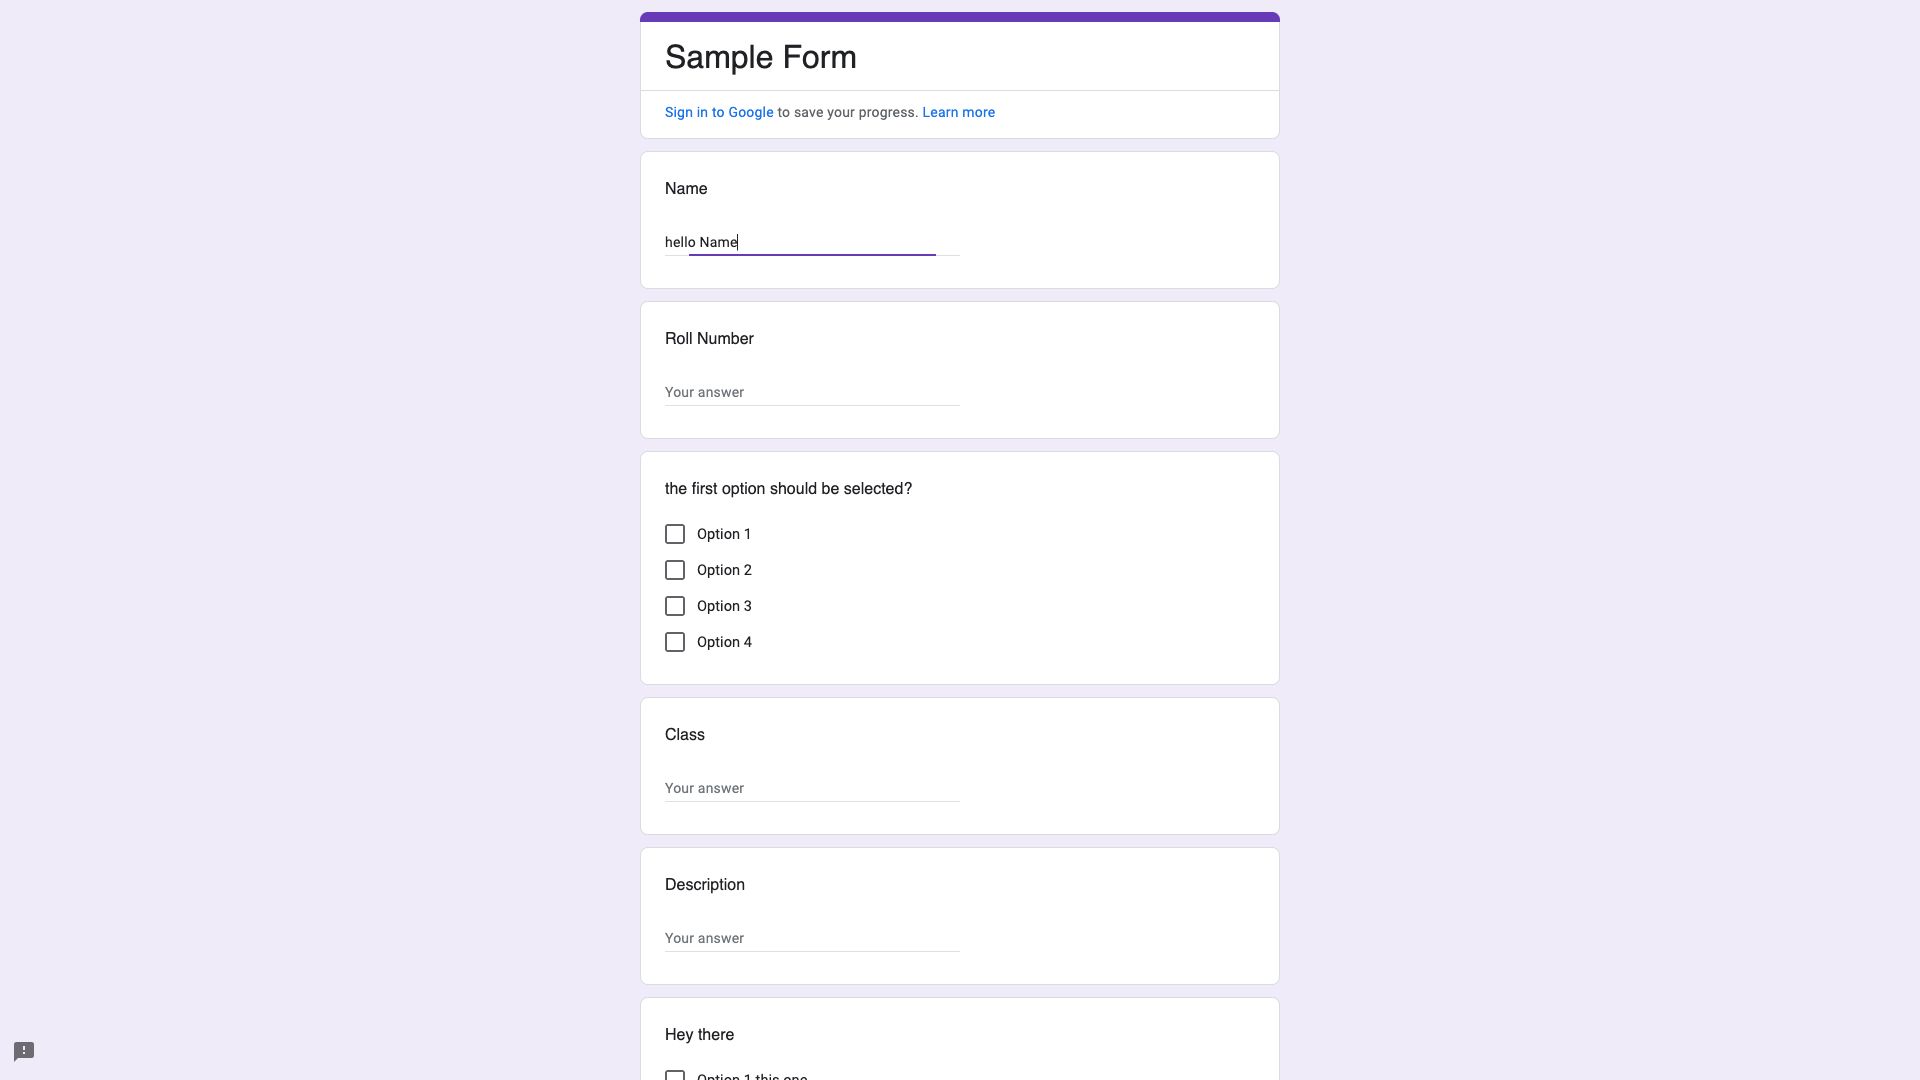 Sample Form
Sign in to Google to save your progress. Learn more
Name
hello Name
Roll Number
Your answer
the first option should be selected?
Option 1
Option 2
Option 3
Option 4
Class
Your answer
Description
Your answer
Hey there
Option 1 this one